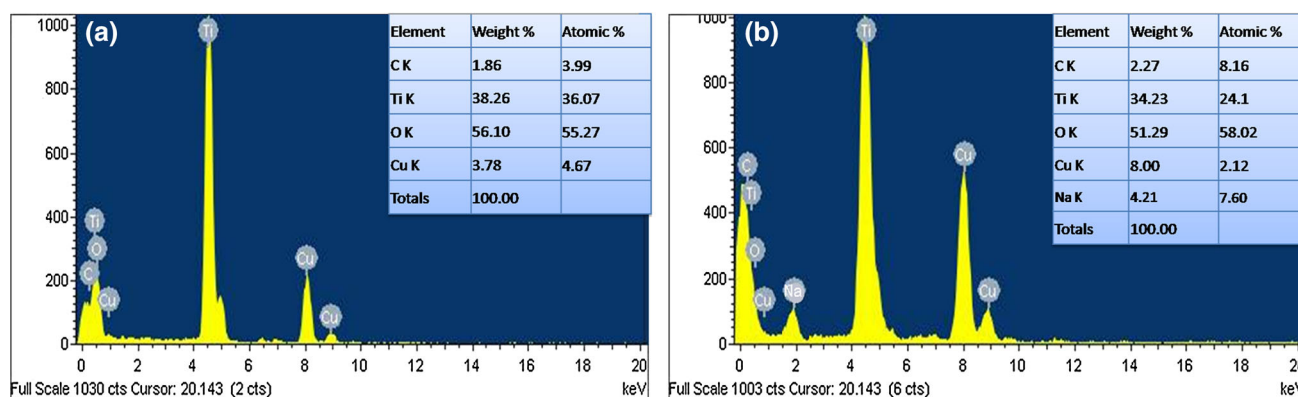 (a)
1000
800
600
400
200
0
Ti
Ti
O
C
Cu
Cu
Cu
Element Weight % Atomic %
C K 1.86 3.99
Ti K 38.26 36.07
O K 56.10 55.27
Cu K 3.78 4.67
Totals 100.00
0 2 4 6 8 10 12 14 16 18 20
Full Scale 1030 cts Cursor: 20.143 (2 cts) keV
(b)
1000
800
600
400
200
0
Ti
C
Ti
O
Cu
Na
Cu
Cu
Element Weight % Atomic %
C K 2.27 8.16
Ti K 34.23 24.1
O K 51.29 58.02
Cu K 8.00 2.12
Na K 4.21 7.60
Totals 100.00
0 2 4 6 8 10 12 14 16 18
Full Scale 1003 cts Cursor: 20.143 (6 cts)